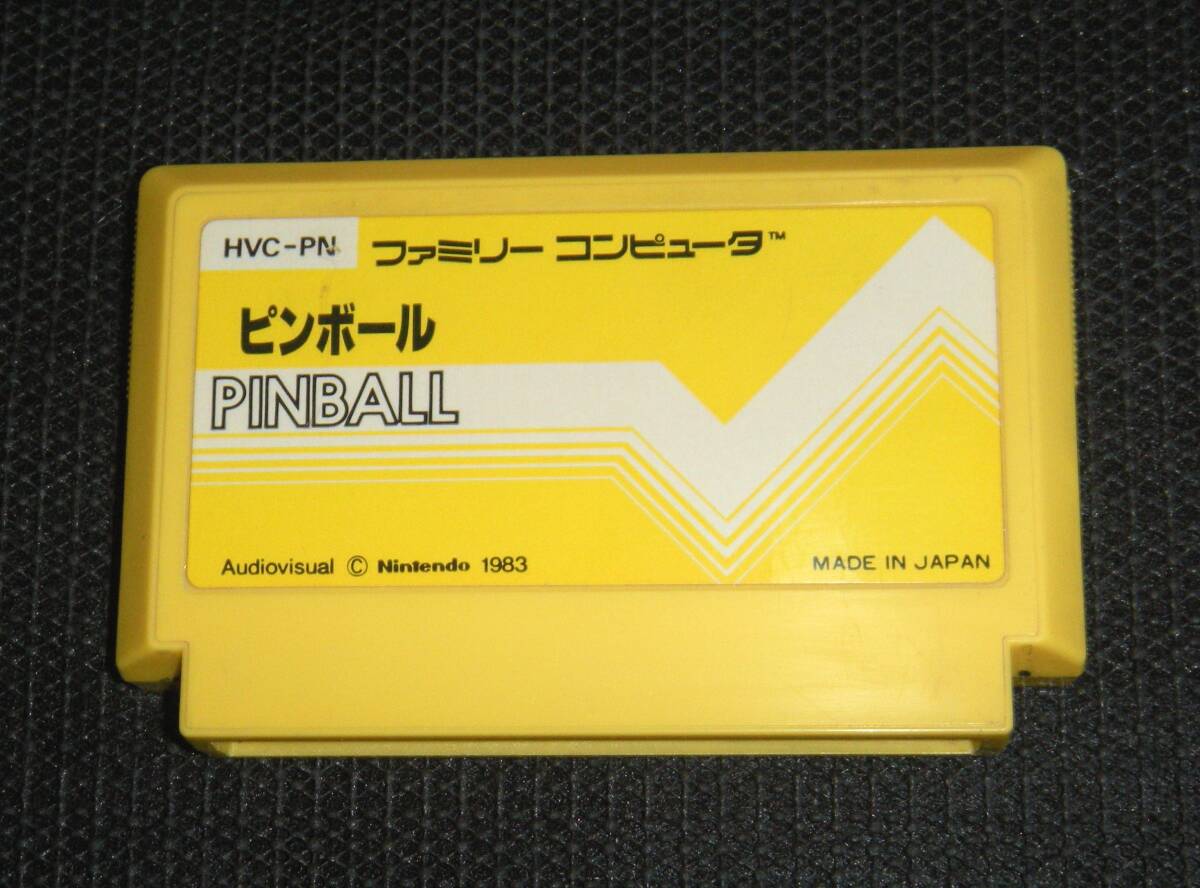 HVC-PN
ファミリー コンピュータ™
ピンボール
PINBALL
Audiovisual © Nintendo 1983
MADE IN JAPAN